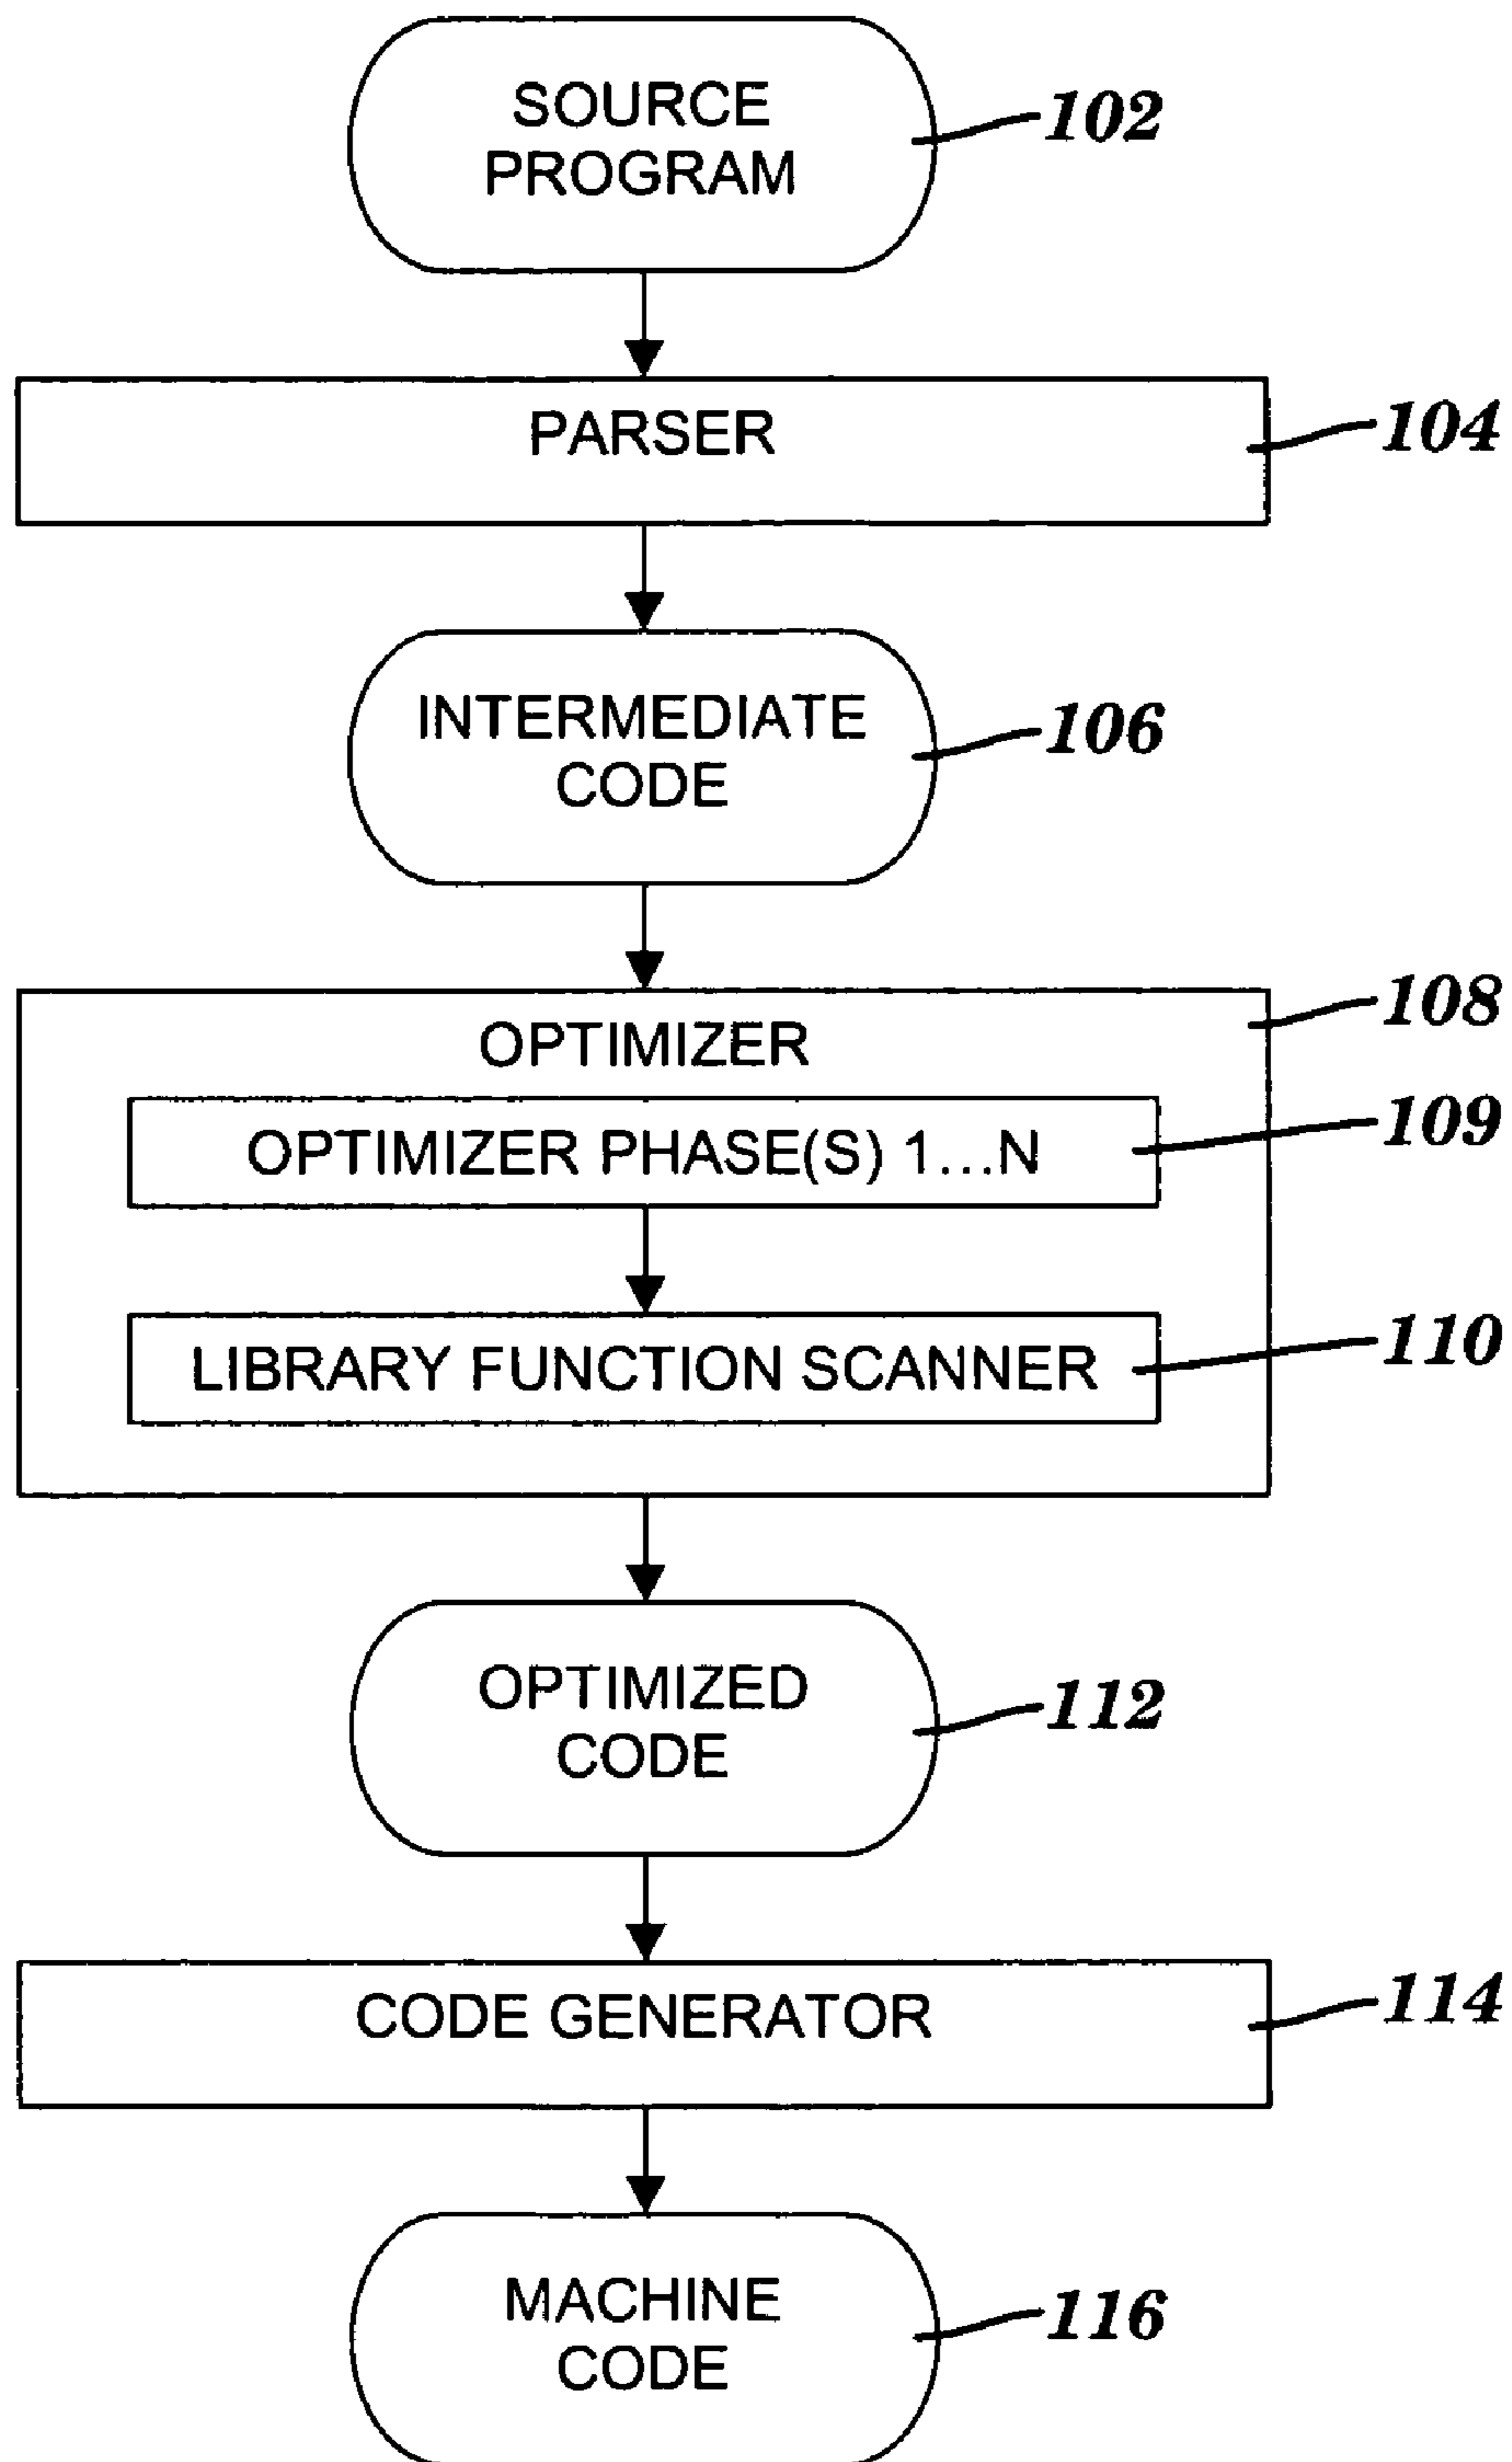 SOURCE
PROGRAM
102
PARSER
104
INTERMEDIATE
CODE
106
OPTIMIZER
108
OPTIMIZER PHASE(S) 1...N
109
LIBRARY FUNCTION SCANNER
110
OPTIMIZED
CODE
112
CODE GENERATOR
114
MACHINE
CODE
116